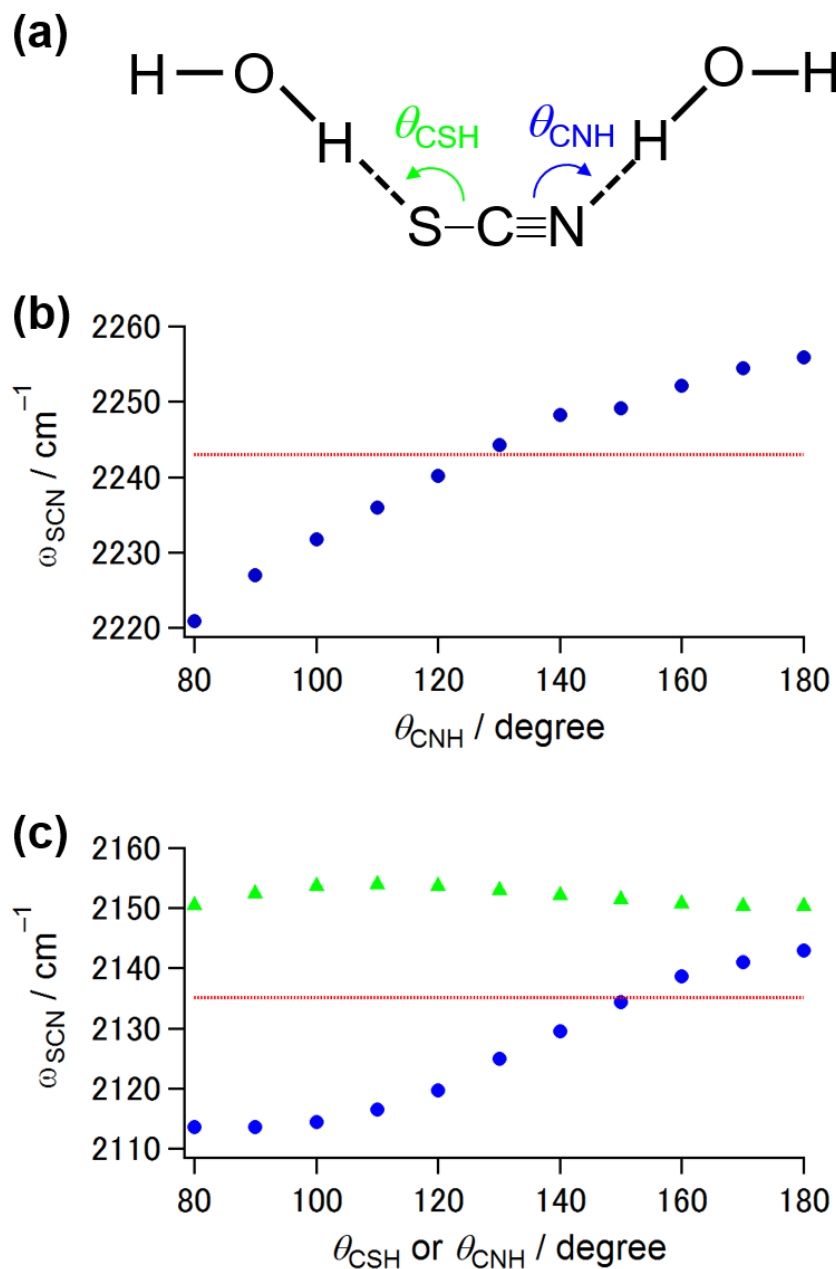 (a)
H O O H
H θCSH θCNH H
S C N
(b)
2260
2250
2240
2230
2220
ωSCN / cm−1
80 100 120 140 160 180
θCNH / degree
(c)
2160
2150
2140
2130
2120
2110
ωSCN / cm−1
80 100 120 140 160 180
θCSH or θCNH / degree